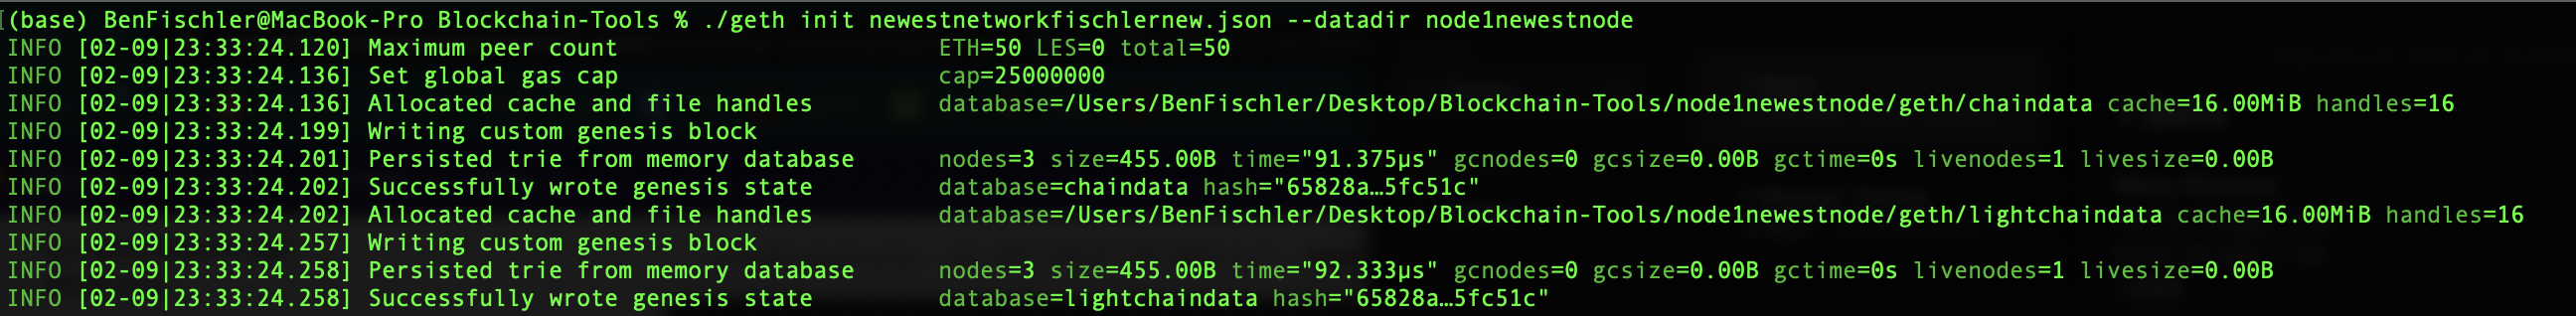 (base) BenFischler@MacBook-Pro Blockchain-Tools % ./geth init newestnetworkfischlernew.json --datadir node1newestnode
INFO [02-09|23:33:24.120] Maximum peer count                       ETH=50 LES=0 total=50
INFO [02-09|23:33:24.136] Set global gas cap                       cap=25000000
INFO [02-09|23:33:24.136] Allocated cache and file handles         database=/Users/BenFischler/Desktop/Blockchain-Tools/node1newestnode/geth/chaindata cache=16.00MiB handles=16
INFO [02-09|23:33:24.199] Writing custom genesis block
INFO [02-09|23:33:24.201] Persisted trie from memory database      nodes=3 size=455.00B time="91.375µs" gcnodes=0 gcsize=0.00B gctime=0s livenodes=1 livesize=0.00B
INFO [02-09|23:33:24.202] Successfully wrote genesis state         database=chaindata hash="65828a…5fc51c"
INFO [02-09|23:33:24.202] Allocated cache and file handles         database=/Users/BenFischler/Desktop/Blockchain-Tools/node1newestnode/geth/lightchaindata cache=16.00MiB handles=16
INFO [02-09|23:33:24.257] Writing custom genesis block
INFO [02-09|23:33:24.258] Persisted trie from memory database      nodes=3 size=455.00B time="92.333µs" gcnodes=0 gcsize=0.00B gctime=0s livenodes=1 livesize=0.00B
INFO [02-09|23:33:24.258] Successfully wrote genesis state         database=lightchaindata hash="65828a…5fc51c"